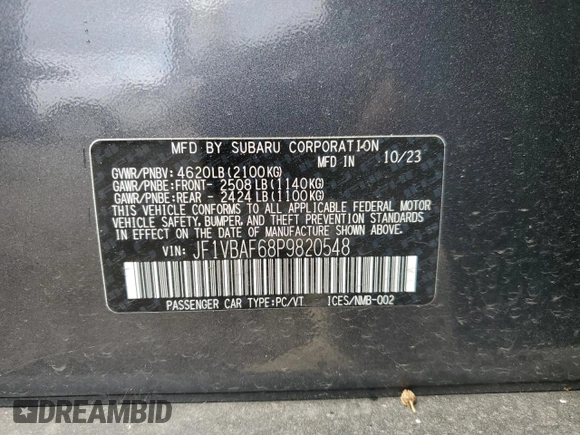 MFD BY SUBARU CORPORATION
MFD IN 10/23
GVWR/PNBV: 4620LB(2100KG)
GAWR/PNBE:FRONT- 2508LB(1140KG)
GAWR/PNBE:REAR - 2424LB(1100KG)
THIS VEHICLE CONFORMS TO ALL APPLICABLE FEDERAL MOTOR
VEHICLE SAFETY, BUMPER, AND THEFT PREVENTION STANDARDS
IN EFFECT ON THE DATE OF MANUFACTURE SHOWN ABOVE.
VIN: JF1VBAF68P9820548
PASSENGER CAR TYPE:PC/VT ICES/NMB-002
DREAMBID